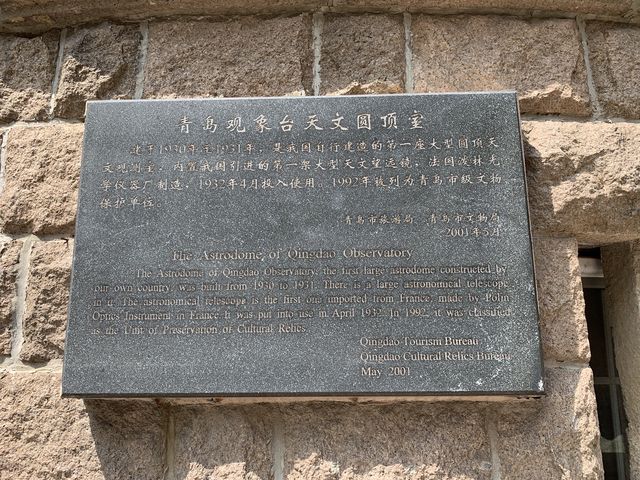 青岛观象台天文圆顶室
建于1930年至1931年，是我国自行建造的第一座大型圆顶天
文观测室，内置我国引进的第一架大型天文望远镜，法国泼林光
学仪器厂制造，1932年4月投入使用。1992年被列为青岛市级文物
保护单位。
青岛市旅游局 青岛市文物局
2001年5月
The Astrodome of Qingdao Observatory
The Astrodome of Qingdao Observatory, the first large astrodome constructed by
our own country, was built from 1930 to 1931. There is a large astronomical telescope
in it. The astronomical telescope is the first one imported from France, made by Polin
Optics Instrument in France. It was put into use in April 1932. In 1992, it was classified
as the Unit of Preservation of Cultural Relics.
Qingdao Tourism Bureau
Qingdao Cultural Relics Bureau
May 2001